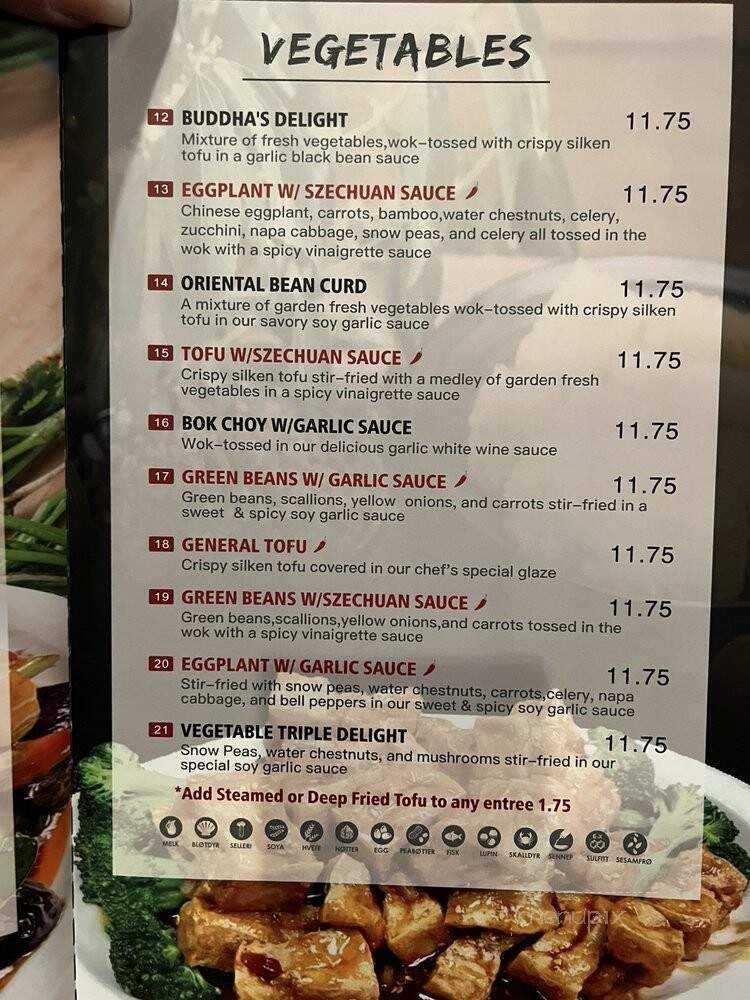 VEGETABLES
12 BUDDHA'S DELIGHT 11.75
Mixture of fresh vegetables,wok-tossed with crispy silken
tofu in a garlic black bean sauce
13 EGGPLANT W/ SZECHUAN SAUCE 11.75
Chinese eggplant, carrots, bamboo,water chestnuts, celery,
zucchini, napa cabbage, snow peas, and celery all tossed in the
wok with a spicy vinaigrette sauce
14 ORIENTAL BEAN CURD 11.75
A mixture of garden fresh vegetables wok-tossed with crispy silken
tofu in our savory soy garlic sauce
15 TOFU W/SZECHUAN SAUCE 11.75
Crispy silken tofu stir-fried with a medley of garden fresh
vegetables in a spicy vinaigrette sauce
16 BOK CHOY W/GARLIC SAUCE 11.75
Wok-tossed in our delicious garlic white wine sauce
17 GREEN BEANS W/ GARLIC SAUCE 11.75
Green beans, scallions, yellow onions, and carrots stir-fried in a
sweet & spicy soy garlic sauce
18 GENERAL TOFU 11.75
Crispy silken tofu covered in our chef's special glaze
19 GREEN BEANS W/SZECHUAN SAUCE 11.75
Green beans,scallions,yellow onions,and carrots tossed in the
wok with a spicy vinaigrette sauce
20 EGGPLANT W/ GARLIC SAUCE 11.75
Stir-fried with snow peas, water chestnuts, carrots,celery, napa
cabbage, and bell peppers in our sweet & spicy soy garlic sauce
21 VEGETABLE TRIPLE DELIGHT 11.75
Snow Peas, water chestnuts, and mushrooms stir-fried in our
special soy garlic sauce
*Add Steamed or Deep Fried Tofu to any entree 1.75
MELK BLØTDYR SELLERI SOYA HVETE NØTTER EGG PEANØTTER FISK LUPIN SKALLDYR SENNEP SULFITT SESAMFRØ
menupix